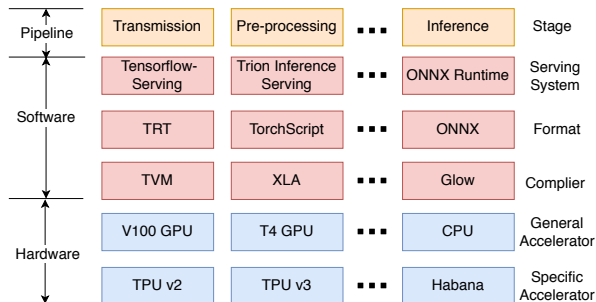 Pipeline
Transmission
Pre-processing
Inference
Stage
Software
Tensorflow-
Serving
Trion Inference
Serving
ONNX Runtime
Serving
System
TRT
TorchScript
ONNX
Format
TVM
XLA
Glow
Complier
Hardware
V100 GPU
T4 GPU
CPU
General
Accelerator
TPU v2
TPU v3
Habana
Specific
Accelerator